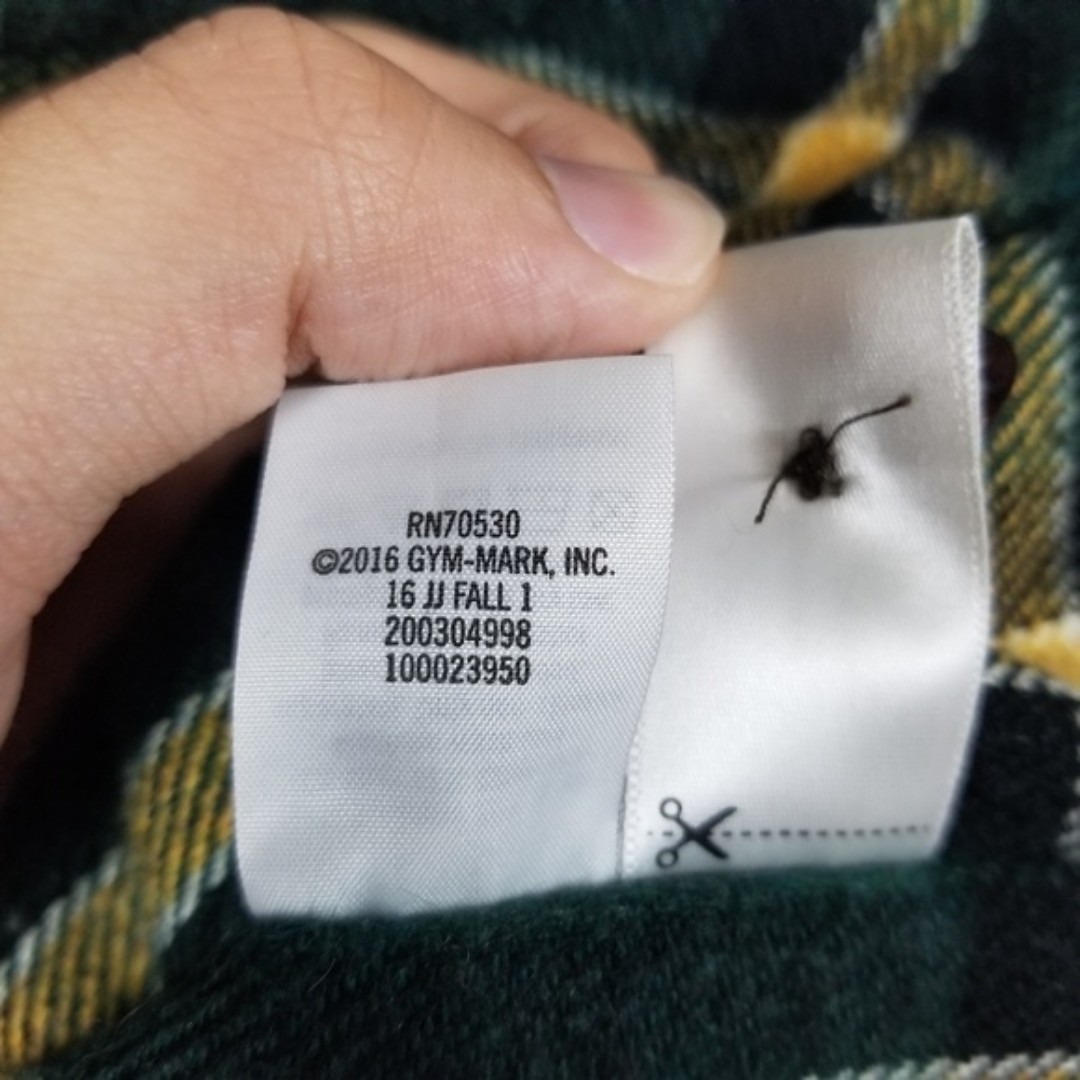 RN70530
©2016 GYM-MARK, INC.
16 JJ FALL 1
200304998
100023950